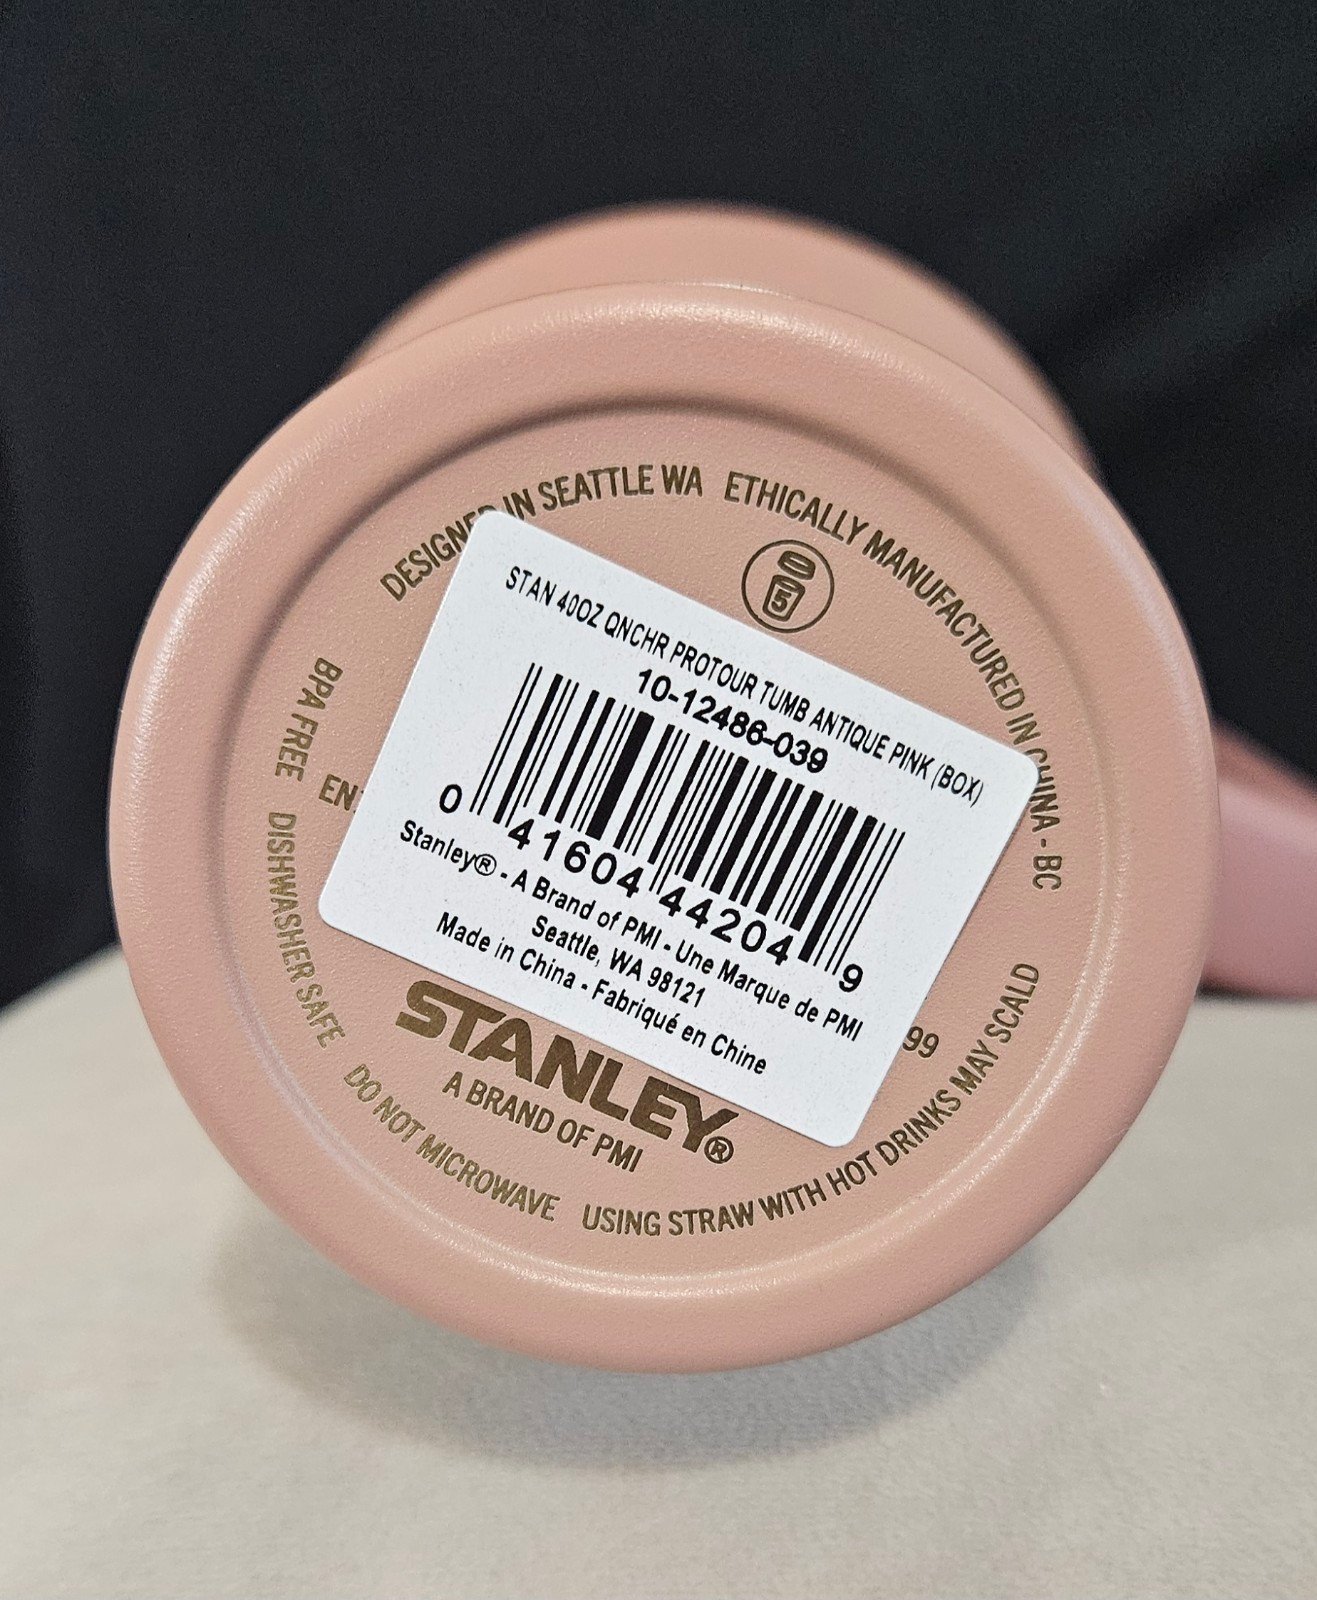 DESIGNED IN SEATTLE WA
ETHICALLY MANUFACTURED IN CHINA - BC
5
STAN 40OZ QNCHR PROTOUR TUMB ANTIQUE PINK (BOX)
10-12486-039
0 41604 44204 9
Stanley® - A Brand of PMI - Une Marque de PMI
Seattle, WA 98121
Made in China - Fabriqué en Chine
BPA FREE
EN
99
DISHWASHER SAFE
STANLEY®
A BRAND OF PMI
DO NOT MICROWAVE
USING STRAW WITH HOT DRINKS MAY SCALD